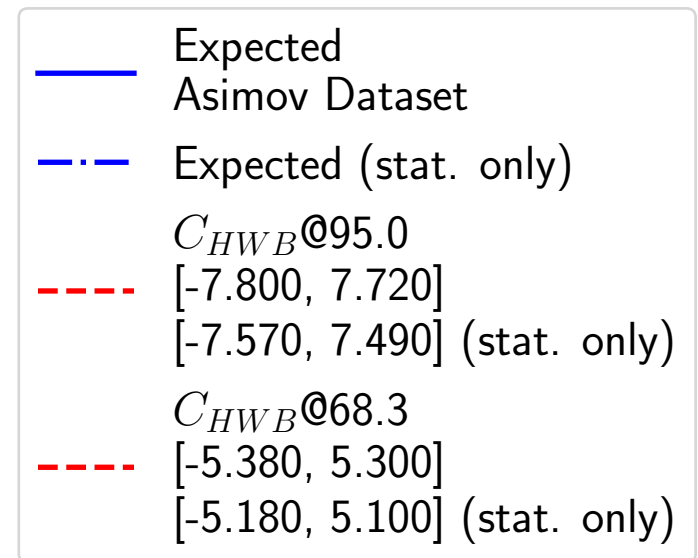 Expected
Asimov Dataset
Expected (stat. only)
$C_{HWB}$@95.0
[-7.800, 7.720]
[-7.570, 7.490] (stat. only)
$C_{HWB}$@68.3
[-5.380, 5.300]
[-5.180, 5.100] (stat. only)